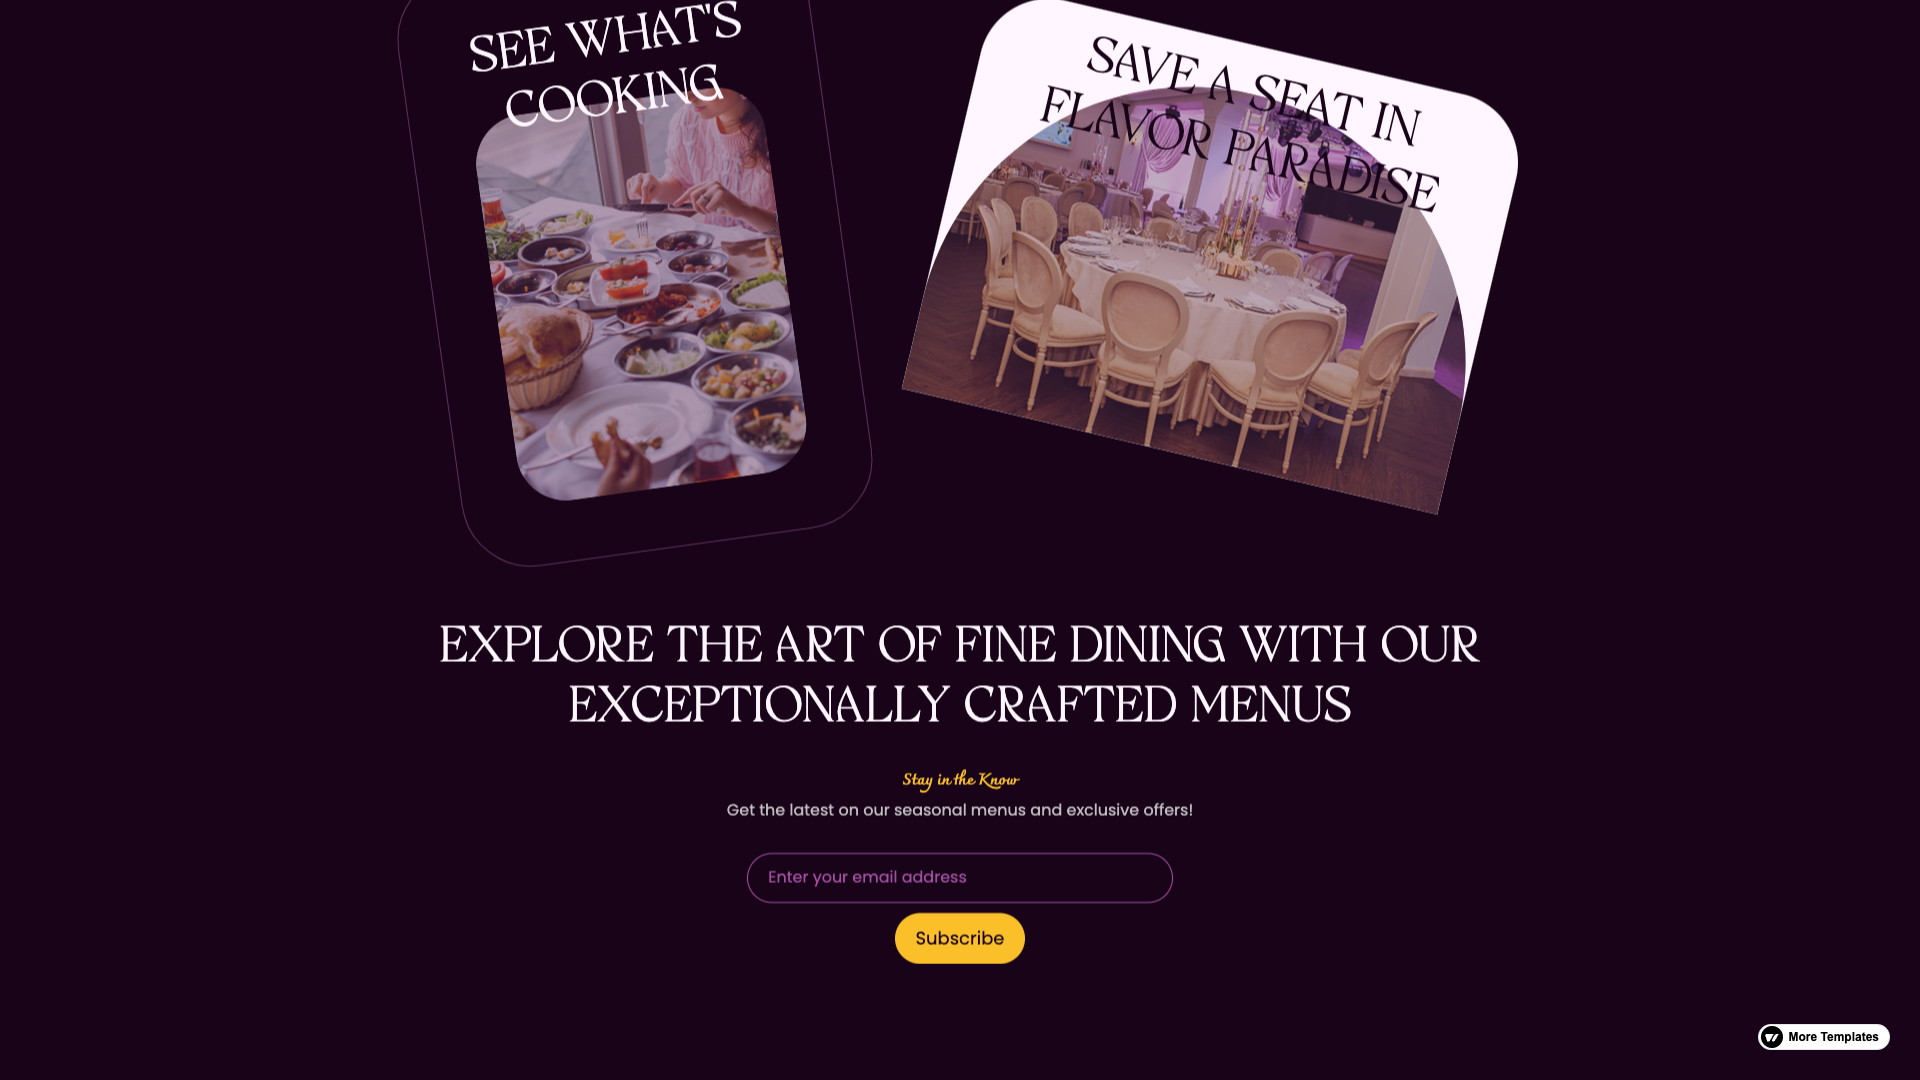 SEE WHAT'S
COOKING
SAVE A SEAT IN
FLAVOR PARADISE
EXPLORE THE ART OF FINE DINING WITH OUR
EXCEPTIONALLY CRAFTED MENUS
Stay in the Know
Get the latest on our seasonal menus and exclusive offers!
Enter your email address
Subscribe
More Templates